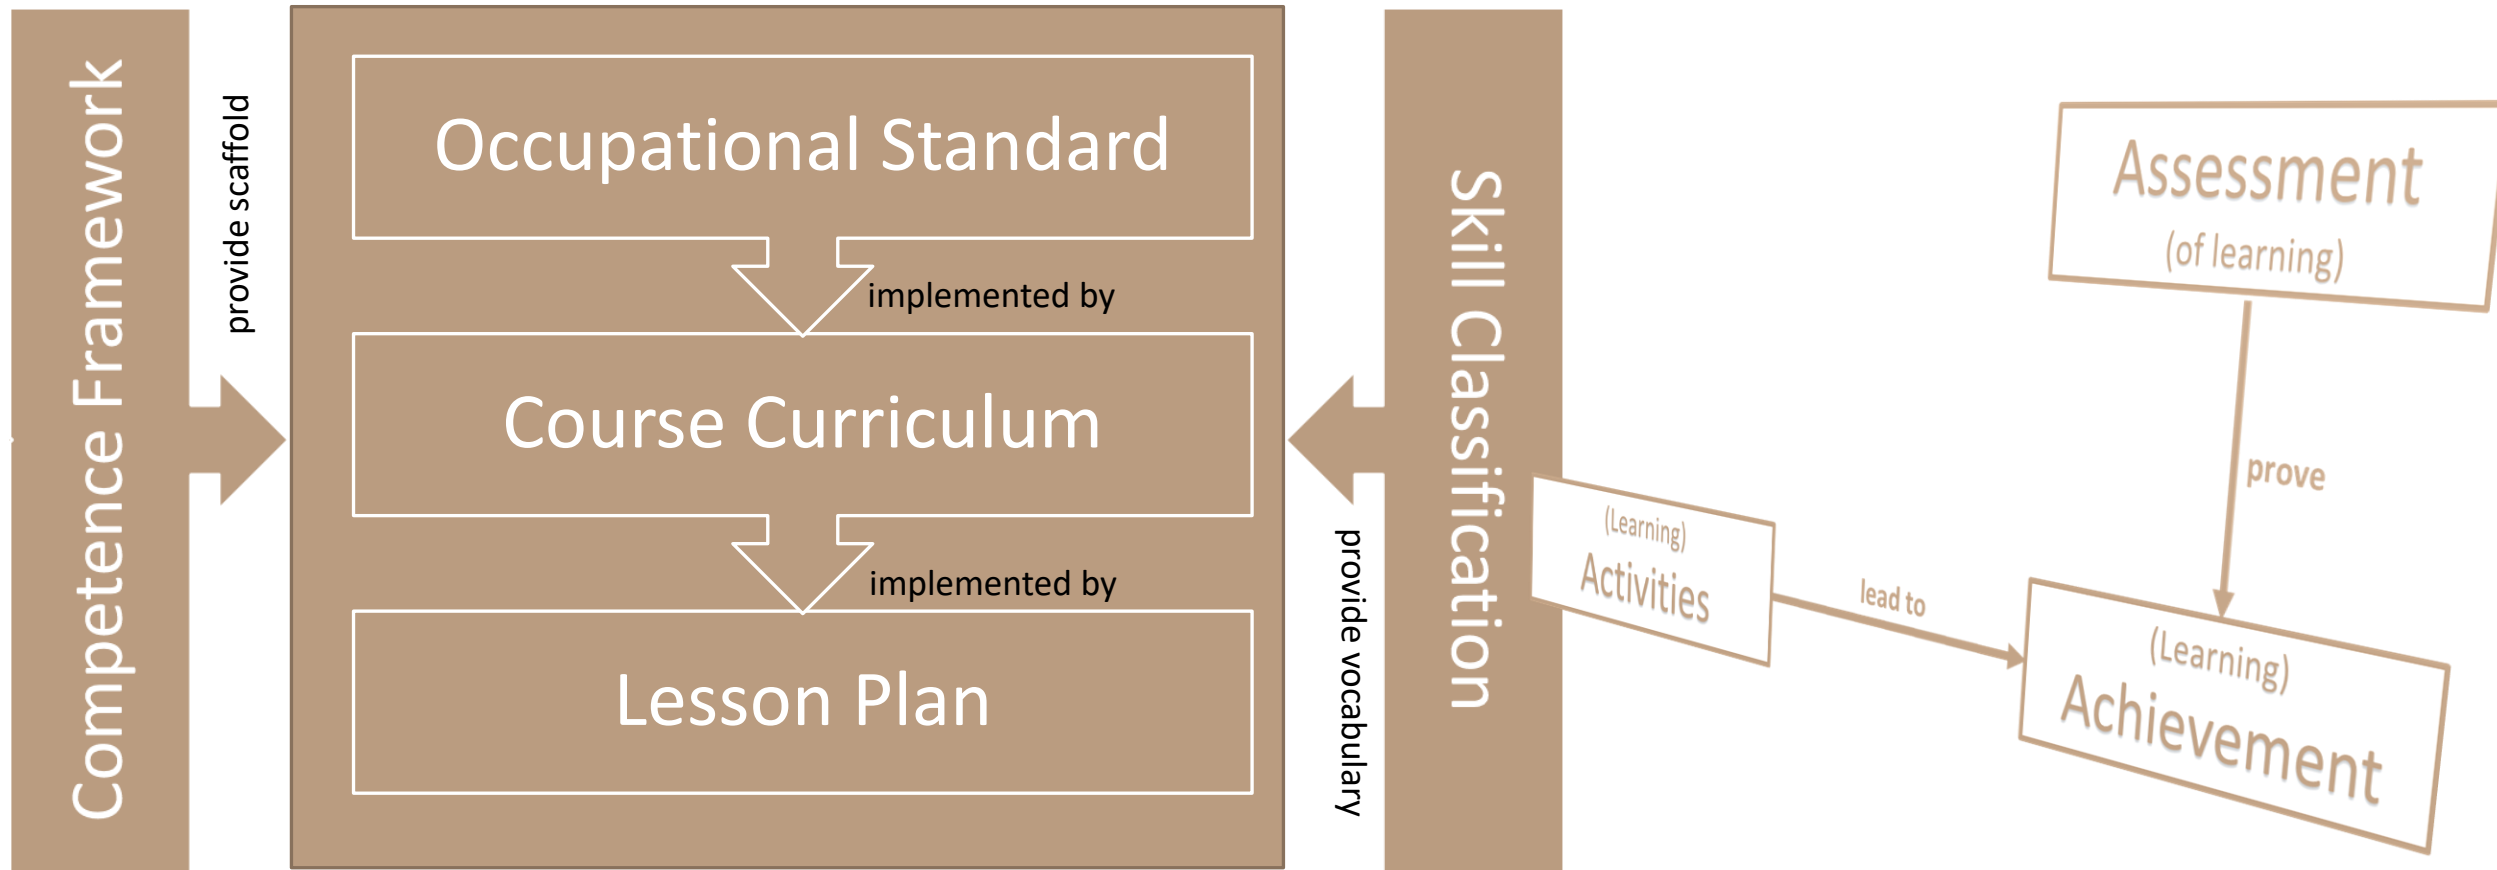 Competence Framework
provide scaffold
Occupational Standard
implemented by
Course Curriculum
implemented by
Lesson Plan
Skill Classification
provide vocabulary
(Learning)
Activities
lead to
Assessment
(of learning)
prove
(Learning)
Achievement